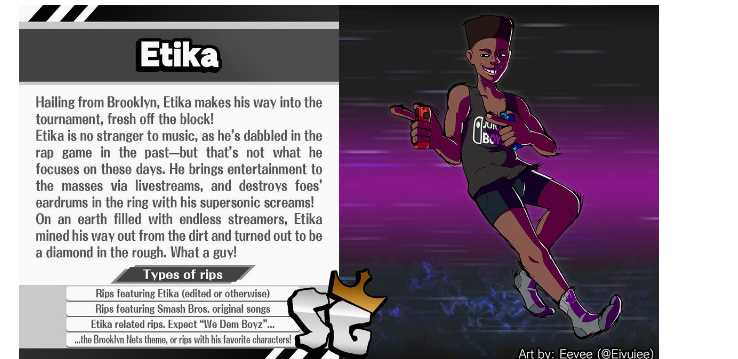 Etika
Hailing from Brooklyn, Etika makes his way into the
tournament, fresh off the block!
Etika is no stranger to music, as he's dabbled in the
rap game in the past—but that's not what he
focuses on these days. He brings entertainment to
the masses via livestreams, and destroys foes'
eardrums in the ring with his supersonic screams!
On an earth filled with endless streamers, Etika
mined his way out from the dirt and turned out to be
a diamond in the rough. What a guy!
Types of rips
Rips featuring Etika (edited or otherwise)
Rips featuring Smash Bros. original songs
Etika related rips. Expect "We Dem Boyz"...
...the Brooklyn Nets theme, or rips with his favorite characters!
SG
JOY
BOY
Art by: Eevee (@Eivuiee)